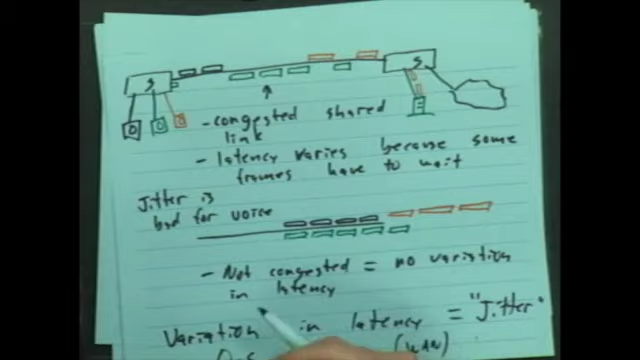 S
S
- congested shared
link
- latency varies because some
frames have to wait
Jitter is
bad for voice
- Not congested = no variation
in latency
Variation in latency = "Jitter"
(WAN)